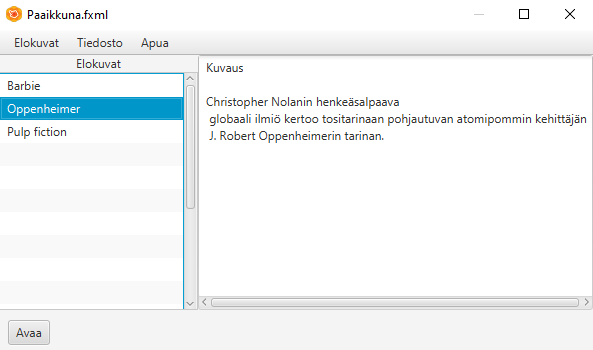 Paaikkuna.fxml
Elokuvat Tiedosto Apua
Elokuvat
Barbie
Oppenheimer
Pulp fiction
Kuvaus
Christopher Nolanin henkeäsalpaava
globaali ilmiö kertoo tositarinaan pohjautuvan atomipommin kehittäjän
J. Robert Oppenheimerin tarinan.
Avaa